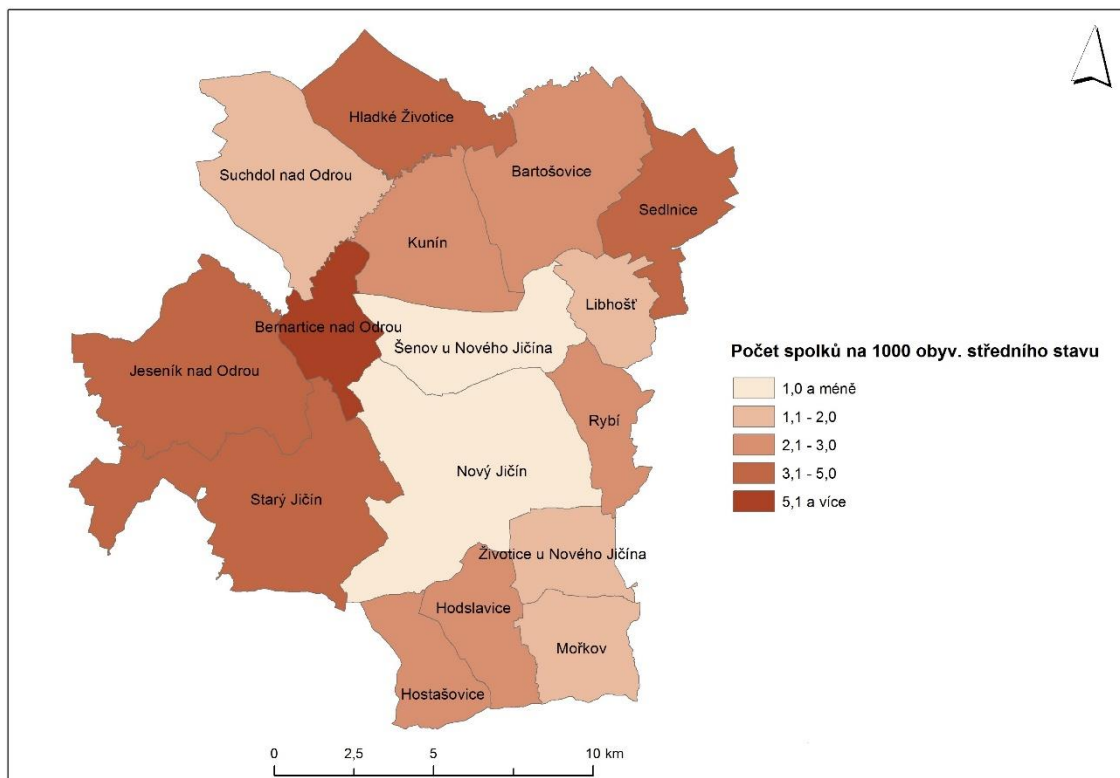 Hladké Životice
Suchdol nad Odrou
Bartošovice
Sedlnice
Kunín
Libhošť
Bernartice nad Odrou
Šenov u Nového Jičína
Jeseník nad Odrou
Rybí
Nový Jičín
Starý Jičín
Životice u Nového Jičína
Hodslavice
Mořkov
Hostašovice
Počet spolků na 1000 obyv. středního stavu
1,0 a méně
1,1 - 2,0
2,1 - 3,0
3,1 - 5,0
5,1 a více
0 2,5 5 10 km